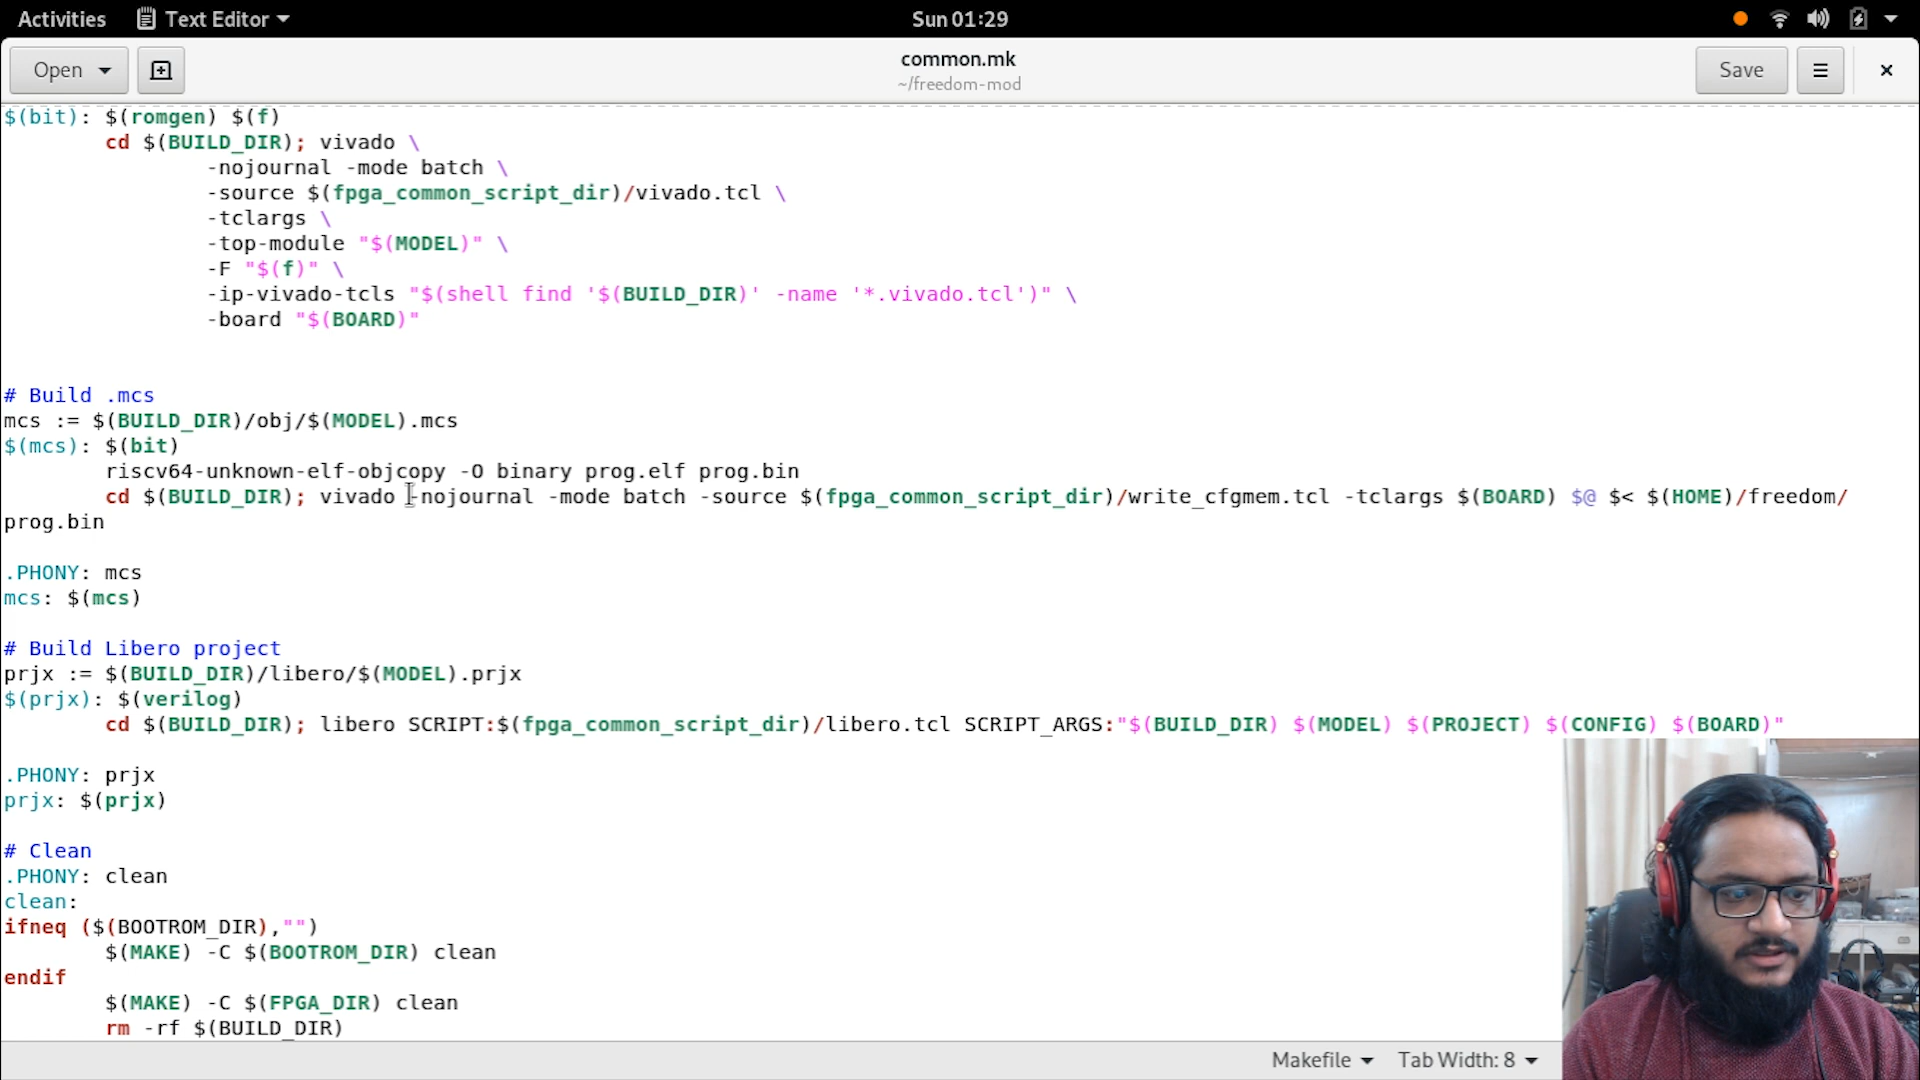 Activities Text Editor Sun 01:29
Open common.mk Save
~/freedom-mod
$(bit): $(romgen) $(f)
cd $(BUILD_DIR); vivado \
-nojournal -mode batch \
-source $(fpga_common_script_dir)/vivado.tcl \
-tclargs \
-top-module "$(MODEL)" \
-F "$(f)" \
-ip-vivado-tcls "$(shell find '$(BUILD_DIR)' -name '*.vivado.tcl')" \
-board "$(BOARD)"
# Build .mcs
mcs := $(BUILD_DIR)/obj/$(MODEL).mcs
$(mcs): $(bit)
riscv64-unknown-elf-objcopy -O binary prog.elf prog.bin
cd $(BUILD_DIR); vivado -nojournal -mode batch -source $(fpga_common_script_dir)/write_cfgmem.tcl -tclargs $(BOARD) $@ $< $(HOME)/freedom/
prog.bin
.PHONY: mcs
mcs: $(mcs)
# Build Libero project
prjx := $(BUILD_DIR)/libero/$(MODEL).prjx
$(prjx): $(verilog)
cd $(BUILD_DIR); libero SCRIPT:$(fpga_common_script_dir)/libero.tcl SCRIPT_ARGS:"$(BUILD_DIR) $(MODEL) $(PROJECT) $(CONFIG) $(BOARD)"
.PHONY: prjx
prjx: $(prjx)
# Clean
.PHONY: clean
clean:
ifneq ($(BOOTROM_DIR),"")
$(MAKE) -C $(BOOTROM_DIR) clean
endif
$(MAKE) -C $(FPGA_DIR) clean
rm -rf $(BUILD_DIR)
Makefile Tab Width: 8